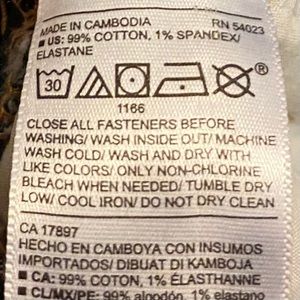 MADE IN CAMBODIA RN 54023
■ US: 99% COTTON, 1% SPANDEX/
ELASTANE
30
1166
CLOSE ALL FASTENERS BEFORE
WASHING/ WASH INSIDE OUT/ MACHINE
WASH COLD/ WASH AND DRY WITH
LIKE COLORS/ ONLY NON-CHLORINE
BLEACH WHEN NEEDED/ TUMBLE DRY
LOW/ COOL IRON/ DO NOT DRY CLEAN
CA 17897
HECHO EN CAMBOYA CON INSUMOS
IMPORTADOS/ DIBUAT DI KAMBOJA
■ CA: 99% COTON, 1% ÉLASTHANNE
■ CL/MX/PE: 99% algodón, 1% elastano